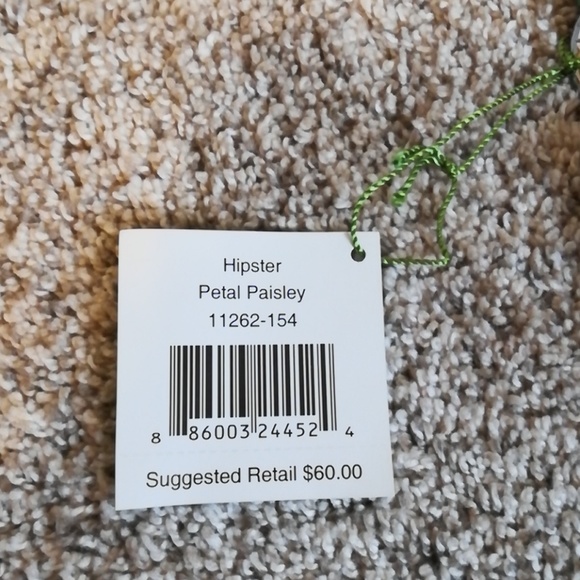 Hipster
Petal Paisley
11262-154
8 86003 24452 4
Suggested Retail $60.00